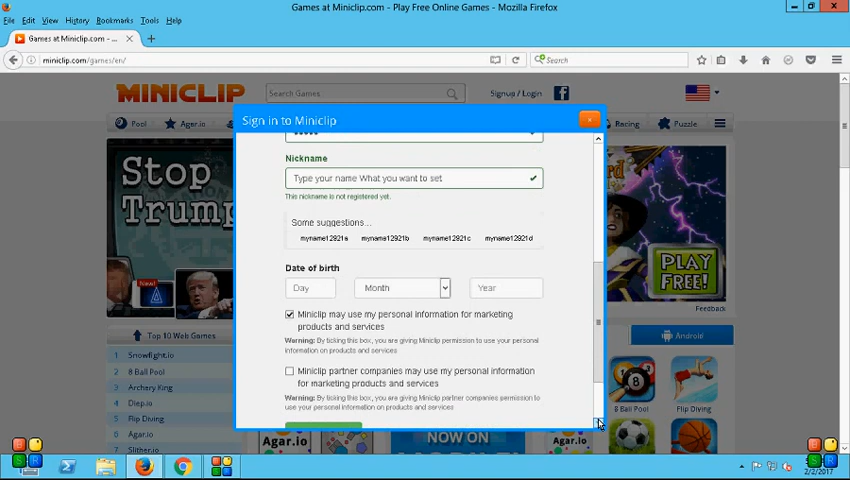 Games at Miniclip.com - Play Free Online Games - Mozilla Firefox
File Edit View History Bookmarks Tools Help
Games at Miniclip.com - Play Free...
miniclip.com/games/en/
Search
MINICLIP
Search Games
Signup / Login
Pool
Agar.io
Racing
Puzzle
Sign in to Miniclip
x
Nickname
Type your name What you want to set
This nickname is not registered yet.
Some suggestions...
myname12921a myname12921b myname12921c myname12921d
Date of birth
Day Month Year
Miniclip may use my personal information for marketing
products and services
Warning: By ticking this box, you are giving Miniclip permission to use your personal
information on products and services
Miniclip partner companies may use my personal information
for marketing products and services
Warning: By ticking this box, you are giving Miniclip partner companies permission to
use your personal information on products and services
Stop
Trump
New!
PLAY
FREE!
Feedback
Top 10 Web Games
1 Snowfight.io
2 8 Ball Pool
3 Archery King
4 Diep.io
5 Flip Diving
6 Agar.io
7 Slither.io
Android
8 Ball Pool
Flip Diving
Agar.io
NOW ON
Agar.io
S R
S R
2/2/2017